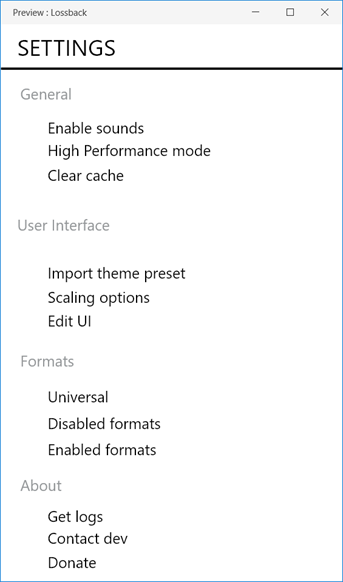 Preview : Lossback
SETTINGS
General
Enable sounds
High Performance mode
Clear cache
User Interface
Import theme preset
Scaling options
Edit UI
Formats
Universal
Disabled formats
Enabled formats
About
Get logs
Contact dev
Donate